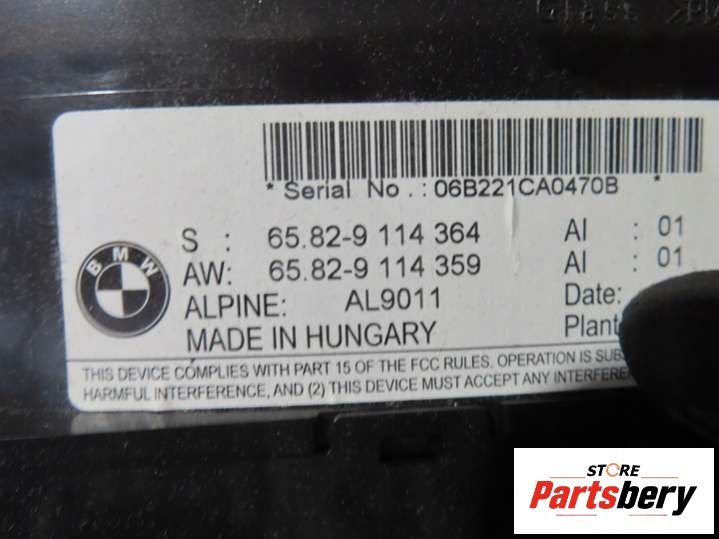 * Serial No.: 06B221CA0470B *
S : 65.82-9 114 364 AI : 01
AW: 65.82-9 114 359 AI : 01
ALPINE: AL9011 Date:
MADE IN HUNGARY Plant
THIS DEVICE COMPLIES WITH PART 15 OF THE FCC RULES. OPERATION IS
HARMFUL INTERFERENCE, AND (2) THIS DEVICE MUST ACCEPT ANY
BMW
STORE
Partsbery